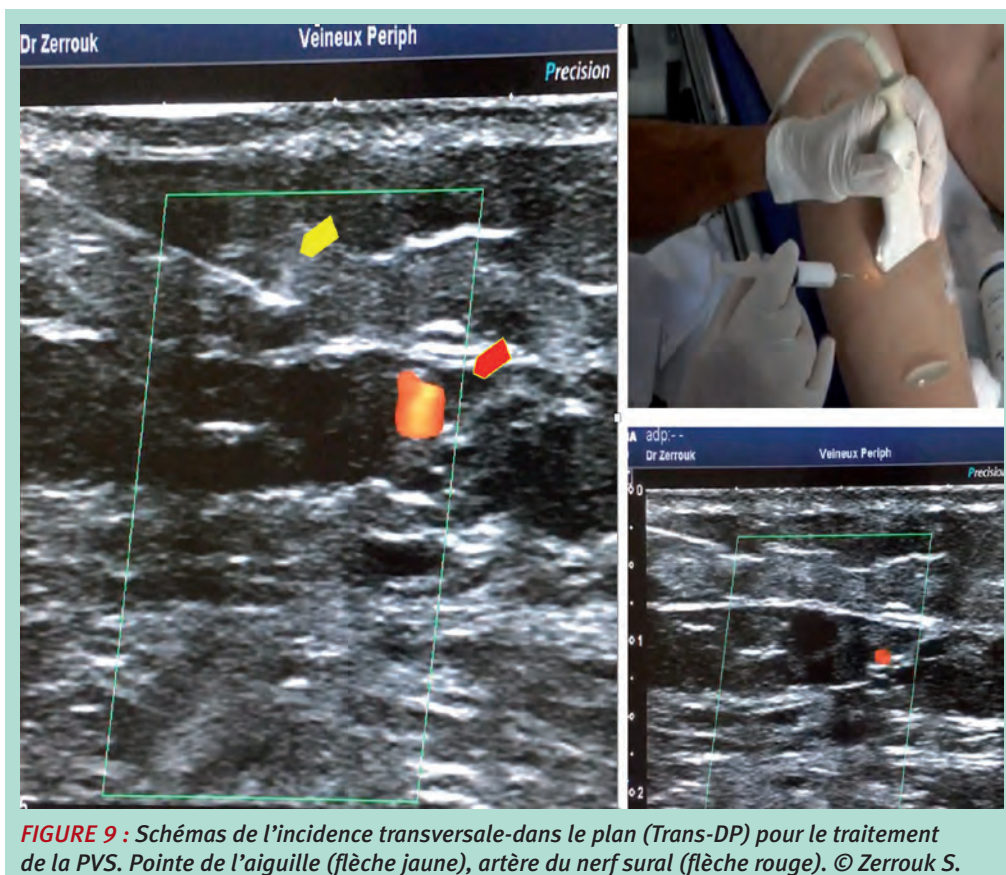 Dr Zerrouk
Veineux Periph
Precision
adp:- -
Dr Zerrouk
Veineux Periph
Precision
0
1
2
FIGURE 9 : Schémas de l'incidence transversale-dans le plan (Trans-DP) pour le traitement
de la PVS. Pointe de l'aiguille (flèche jaune), artère du nerf sural (flèche rouge). © Zerrouk S.